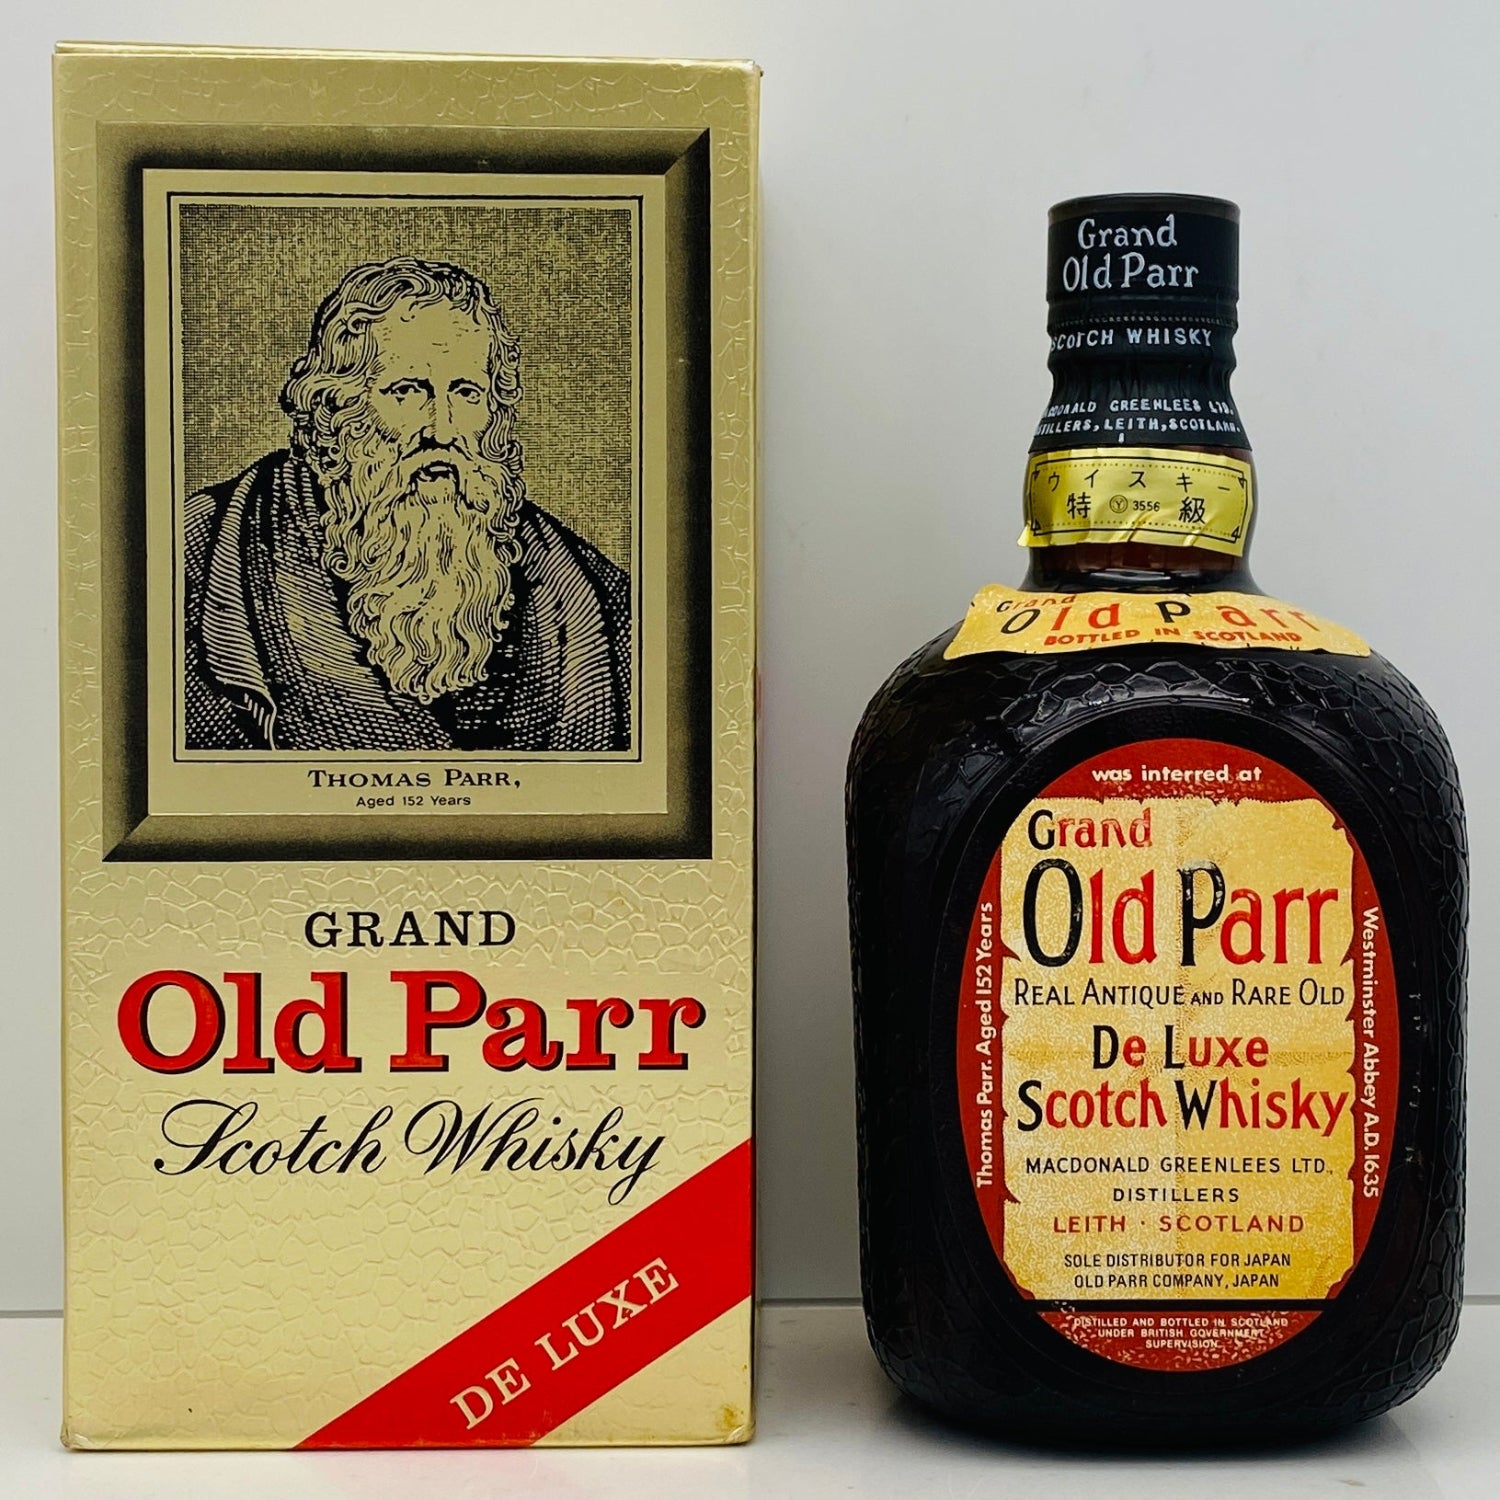 THOMAS PARR,
Aged 152 Years
GRAND
Old Parr
Scotch Whisky
DE LUXE
Grand
Old Parr
SCOTCH WHISKY
GREENLEES LTD.
LEITH, SCOTLAND.
ウイスキー
特 Y 3556 級
Grand
Old Parr
BOTTLED IN SCOTLAND
was interred at
Grand
Old Parr
REAL ANTIQUE AND RARE OLD
De Luxe
Scotch Whisky
MACDONALD GREENLEES LTD.,
DISTILLERS
LEITH · SCOTLAND
SOLE DISTRIBUTOR FOR JAPAN
OLD PARR COMPANY, JAPAN
Thomas Parr. Aged 152 Years
Westminster Abbey A.D. 1635
DISTILLED AND BOTTLED IN SCOTLAND
UNDER BRITISH GOVERNMENT
SUPERVISION.